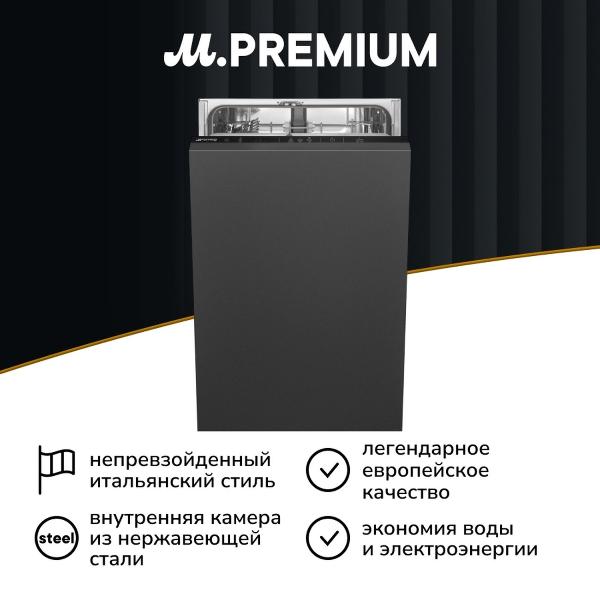 м.PREMIUM
непревзойденный
итальянский стиль
легендарное
европейское
качество
steel
внутренняя камера
из нержавеющей
стали
экономия воды
и электроэнергии